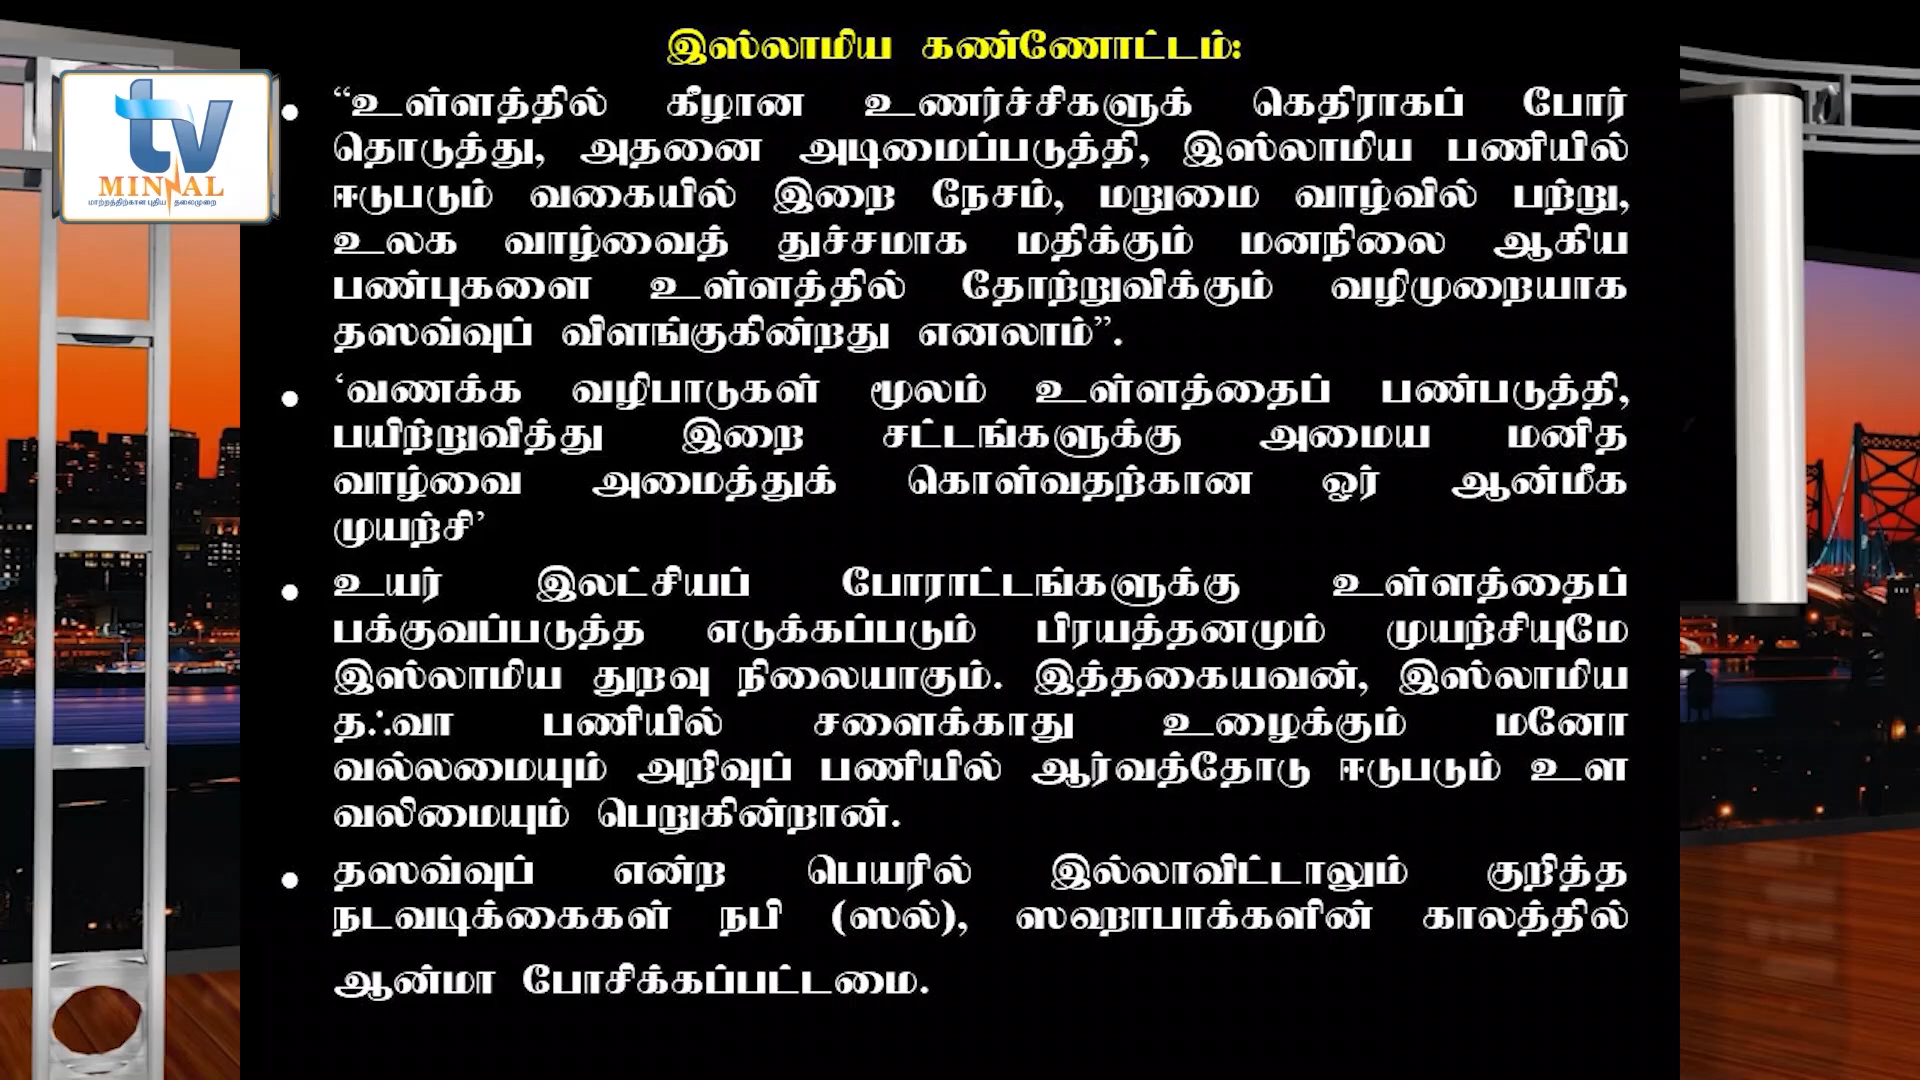 இஸ்லாமிய கண்ணோட்டம்:
tv
MINNAL
மாற்றத்திற்கான புதிய தலைமுறை
• “உள்ளத்தில் கீழான உணர்ச்சிகளுக் கெதிராகப் போர்
தொடுத்து, அதனை அடிமைப்படுத்தி, இஸ்லாமிய பணியில்
ஈடுபடும் வகையில் இறை நேசம், மறுமை வாழ்வில் பற்று,
உலக வாழ்வைத் துச்சமாக மதிக்கும் மனநிலை ஆகிய
பண்புகளை உள்ளத்தில் தோற்றுவிக்கும் வழிமுறையாக
தஸவ்வுப் விளங்குகின்றது எனலாம்”.
• ‘வணக்க வழிபாடுகள் மூலம் உள்ளத்தைப் பண்படுத்தி,
பயிற்றுவித்து இறை சட்டங்களுக்கு அமைய மனித
வாழ்வை அமைத்துக் கொள்வதற்கான ஓர் ஆன்மீக
முயற்சி’
• உயர் இலட்சியப் போராட்டங்களுக்கு உள்ளத்தைப்
பக்குவப்படுத்த எடுக்கப்படும் பிரயத்தனமும் முயற்சியுமே
இஸ்லாமிய துறவு நிலையாகும். இத்தகையவன், இஸ்லாமிய
தஃவா பணியில் சளைக்காது உழைக்கும் மனோ
வல்லமையும் அறிவுப் பணியில் ஆர்வத்தோடு ஈடுபடும் உள
வலிமையும் பெறுகின்றான்.
• தஸவ்வுப் என்ற பெயரில் இல்லாவிட்டாலும் குறித்த
நடவடிக்கைகள் நபி (ஸல்), ஸஹாபாக்களின் காலத்தில்
ஆன்மா போசிக்கப்பட்டமை.